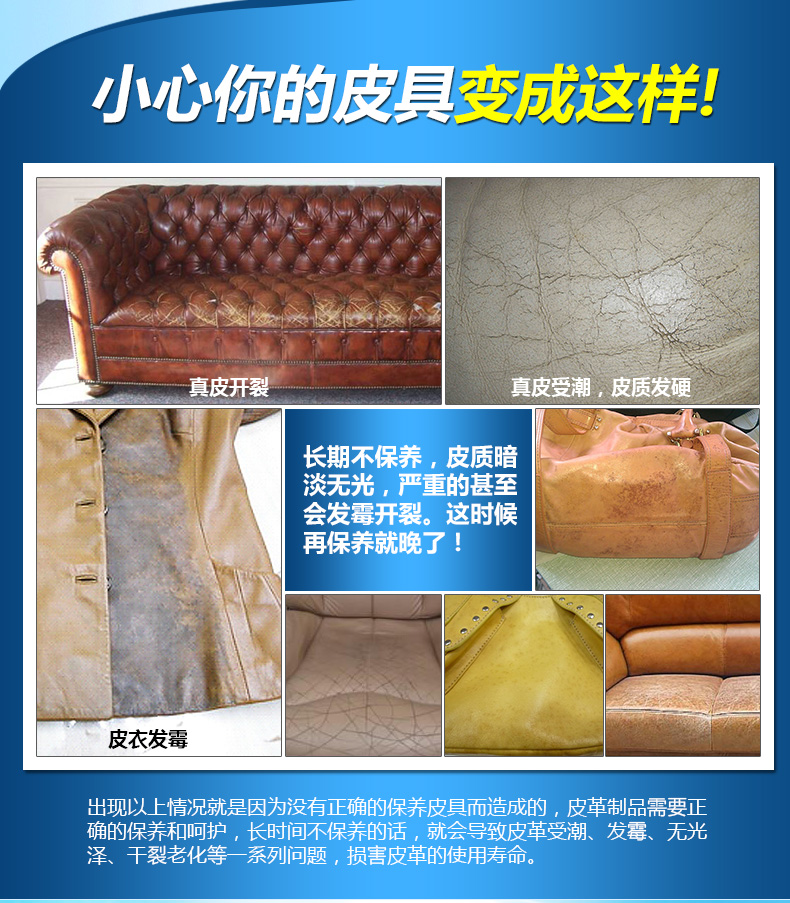 小心你的皮具变成这样!
真皮开裂
真皮受潮，皮质发硬
长期不保养，皮质暗
淡无光，严重的甚至
会发霉开裂。这时候
再保养就晚了！
皮衣发霉
出现以上情况就是因为没有正确的保养皮具而造成的，皮革制品需要正
确的保养和呵护，长时间不保养的话，就会导致皮革受潮、发霉、无光
泽、干裂老化等一系列问题，损害皮革的使用寿命。